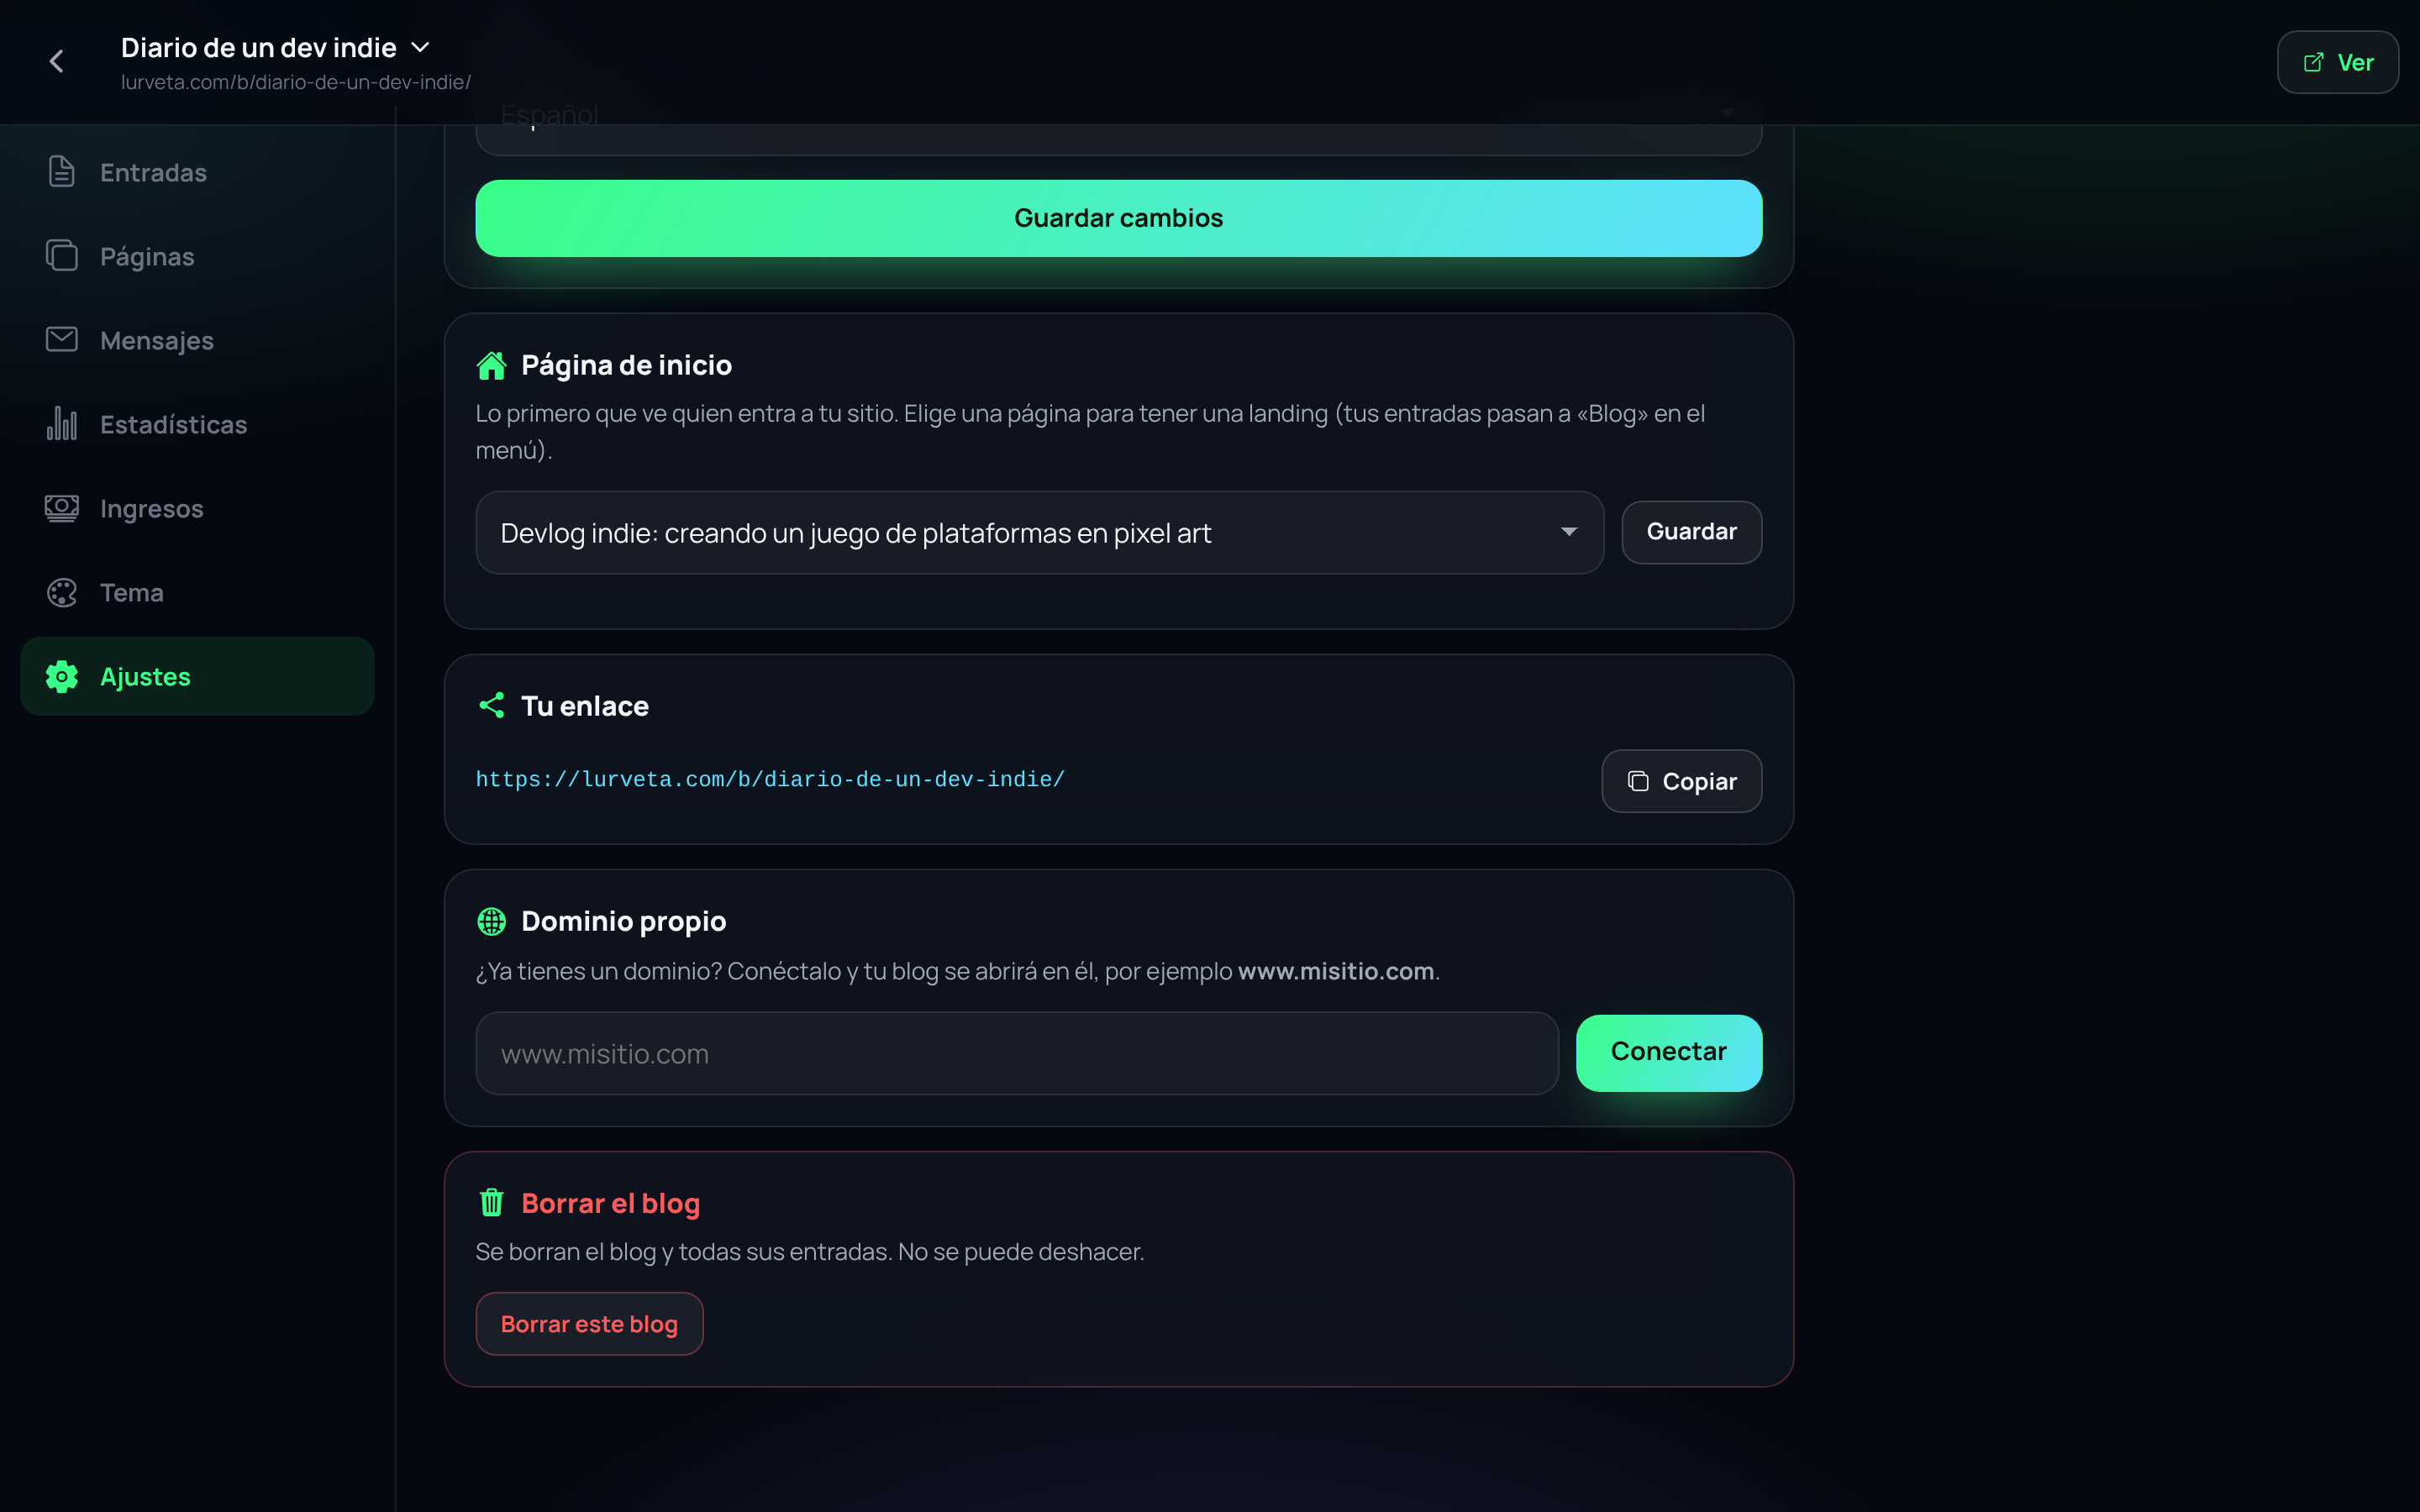 Diario de un dev indie
lurveta.com/b/diario-de-un-dev-indie/
Ver
Entradas
Páginas
Mensajes
Estadísticas
Ingresos
Tema
Ajustes
Español
Guardar cambios
Página de inicio
Lo primero que ve quien entra a tu sitio. Elige una página para tener una landing (tus entradas pasan a «Blog» en el
menú).
Devlog indie: creando un juego de plataformas en pixel art
Guardar
Tu enlace
https://lurveta.com/b/diario-de-un-dev-indie/
Copiar
Dominio propio
¿Ya tienes un dominio? Conéctalo y tu blog se abrirá en él, por ejemplo www.misitio.com.
www.misitio.com
Conectar
Borrar el blog
Se borran el blog y todas sus entradas. No se puede deshacer.
Borrar este blog